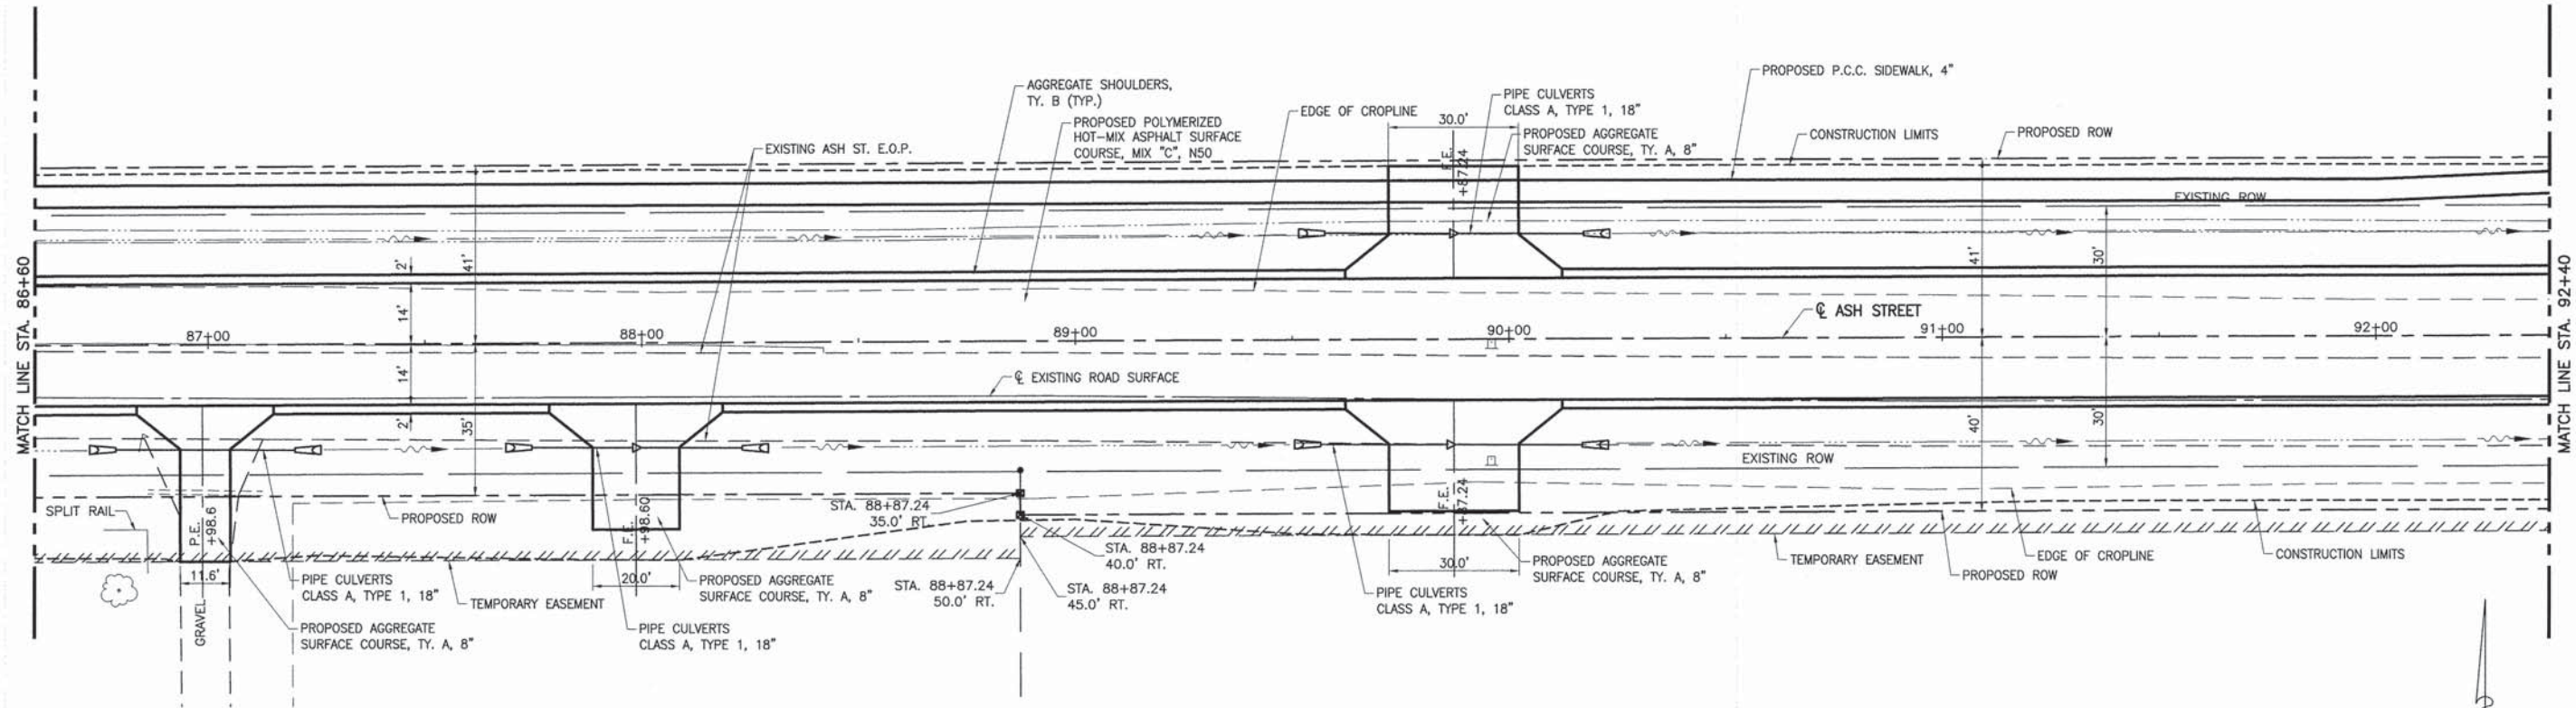 AGGREGATE SHOULDERS,
TY. B (TYP.)
PROPOSED POLYMERIZED
HOT-MIX ASPHALT SURFACE
COURSE, MIX "C", N50
EXISTING ASH ST. E.O.P.
EDGE OF CROPLINE
PIPE CULVERTS
CLASS A, TYPE 1, 18"
30.0'
PROPOSED AGGREGATE
SURFACE COURSE, TY. A, 8"
F.E.
+87.24
PROPOSED P.C.C. SIDEWALK, 4"
CONSTRUCTION LIMITS
PROPOSED ROW
EXISTING ROW
MATCH LINE STA. 86+60
2'
41'
14'
14'
2'
35'
41'
30'
40'
30'
87+00
88+00
89+00
90+00
91+00
92+00
ASH STREET
EXISTING ROAD SURFACE
MATCH LINE STA. 92+40
EXISTING ROW
SPLIT RAIL
P.E.
+98.6
11.6'
GRAVEL
PROPOSED ROW
PIPE CULVERTS
CLASS A, TYPE 1, 18"
PROPOSED AGGREGATE
SURFACE COURSE, TY. A, 8"
TEMPORARY EASEMENT
F.E.
+98.60
20.0'
PROPOSED AGGREGATE
SURFACE COURSE, TY. A, 8"
PIPE CULVERTS
CLASS A, TYPE 1, 18"
STA. 88+87.24
35.0' RT.
STA. 88+87.24
50.0' RT.
STA. 88+87.24
40.0' RT.
STA. 88+87.24
45.0' RT.
F.E.
+87.24
30.0'
PIPE CULVERTS
CLASS A, TYPE 1, 18"
PROPOSED AGGREGATE
SURFACE COURSE, TY. A, 8"
TEMPORARY EASEMENT
PROPOSED ROW
EDGE OF CROPLINE
CONSTRUCTION LIMITS